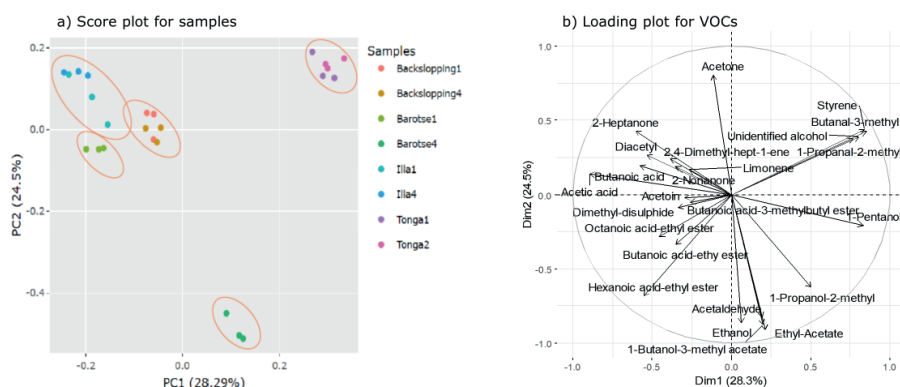 a) Score plot for samples
0.2
0.0
-0.2
-0.4
PC2 (24.5%)
-0.2
0.0
0.2
PC1 (28.29%)
Samples
Backslopping1
Backslopping4
Barotse1
Barotse4
Illa1
Illa4
Tonga1
Tonga2
b) Loading plot for VOCs
1.0
0.5
0.0
-0.5
-1.0
Dim2 (24.5%)
Acetone
Styrene
Butanal-3-methyl
2-Heptanone
Unidentified alcohol
Diacetyl
2,4-Dimethyl-hept-1-ene
1-Propanal-2-methyl
Limonene
Butanoic acid
2-Nonanone
Acetic acid
Acetoin
Dimethyl-disulphide
Butanoic acid-3-methylbutyl ester
1-Pentanol
Octanoic acid-ethyl ester
Butanoic acid-ethy ester
Hexanoic acid-ethyl ester
1-Propanol-2-methyl
Acetaldehyde
Ethanol
Ethyl-Acetate
1-Butanol-3-methyl acetate
-1.0
-0.5
0.0
0.5
1.0
Dim1 (28.3%)